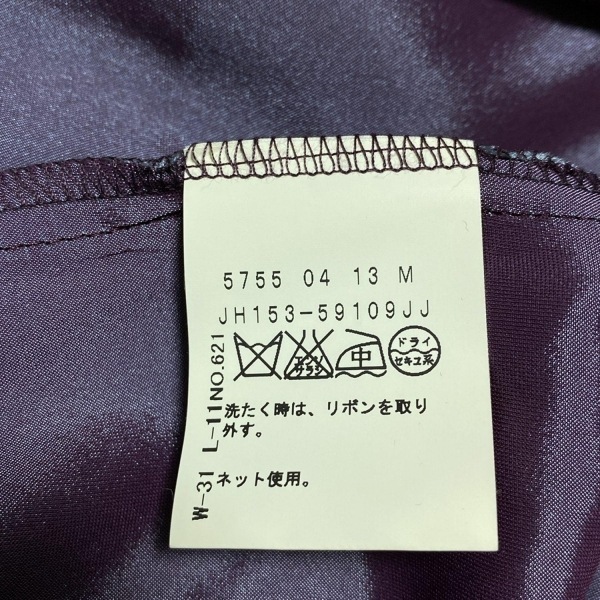 5755 04 13 M
JH153-59109JJ
エンソ
サラシ
中
ドライ
セキユ系
洗たく時は、リボンを取り
外す。
ネット使用。
W-31 L-11NO.621